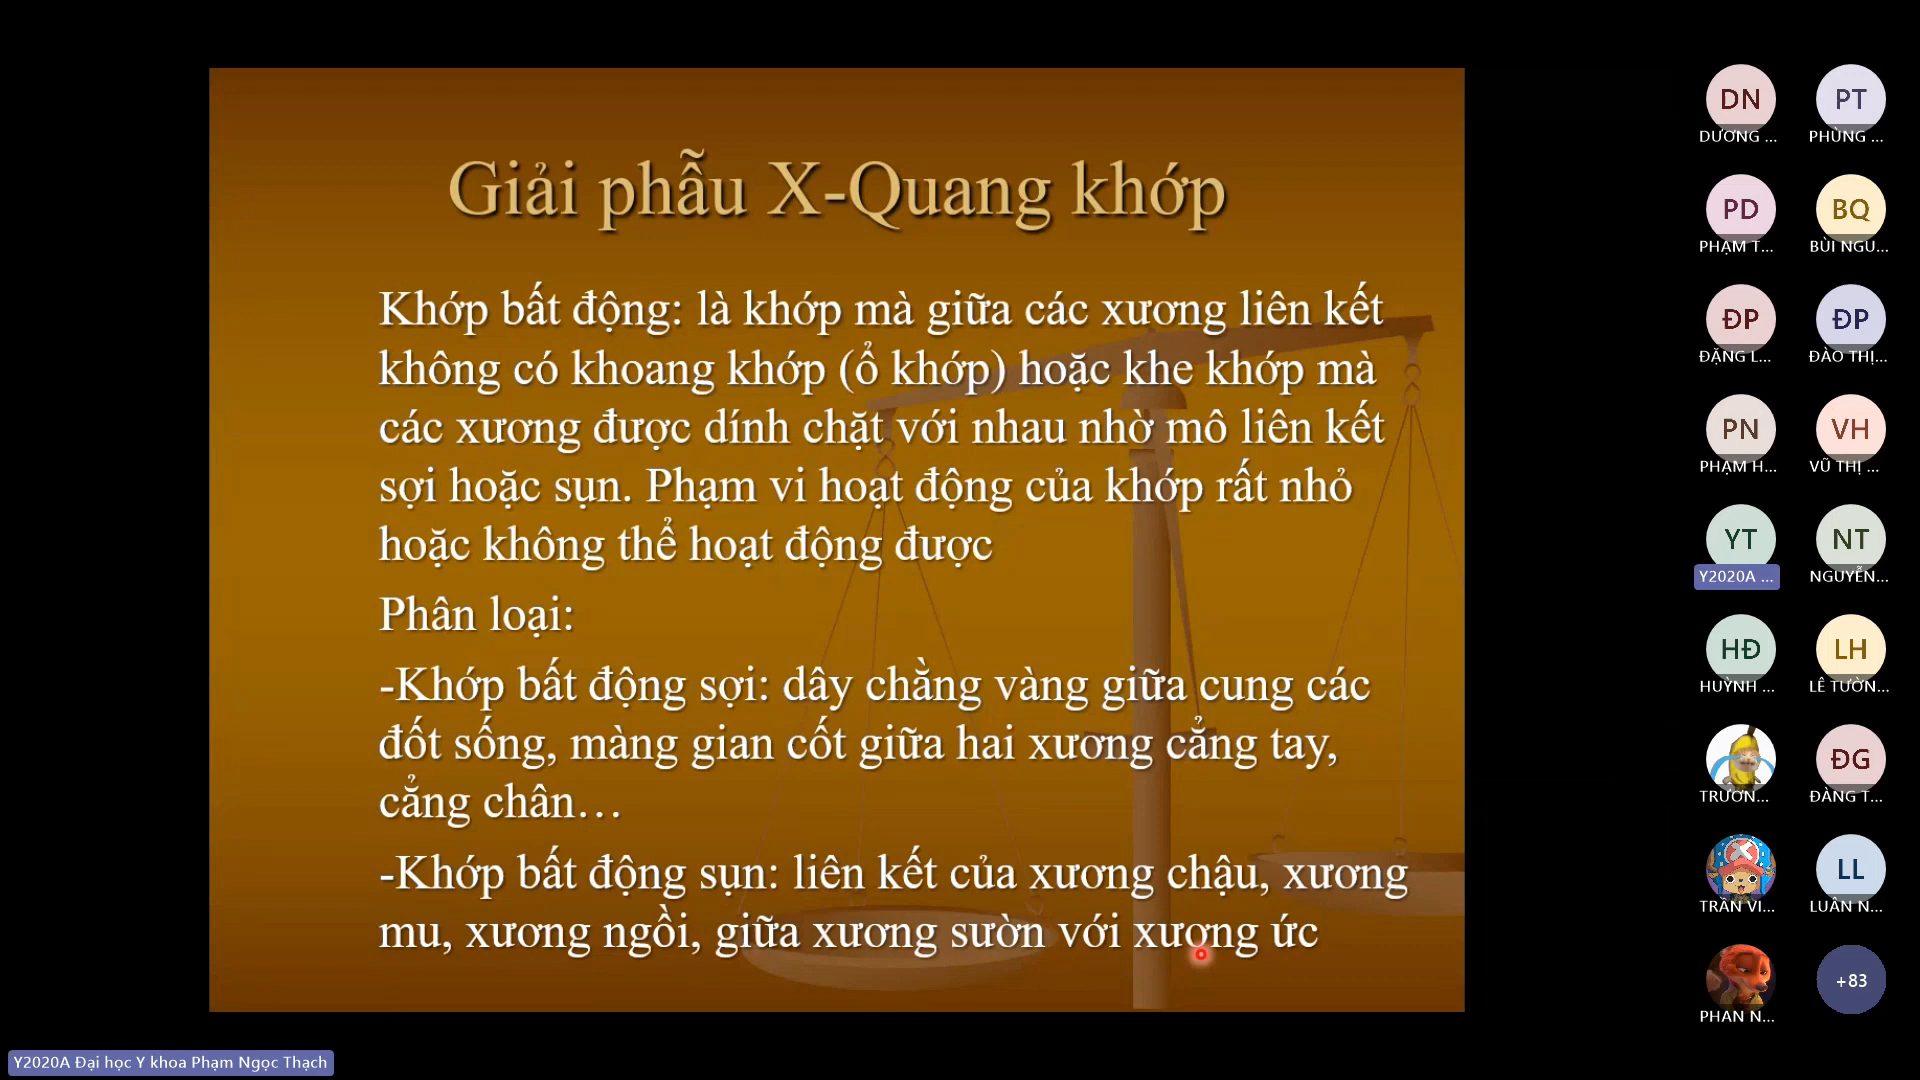 Giải phẫu X-Quang khớp
Khớp bất động: là khớp mà giữa các xương liên kết
không có khoang khớp (ổ khớp) hoặc khe khớp mà
các xương được dính chặt với nhau nhờ mô liên kết
sợi hoặc sụn. Phạm vi hoạt động của khớp rất nhỏ
hoặc không thể hoạt động được
Phân loại:
-Khớp bất động sợi: dây chằng vàng giữa cung các
đốt sống, màng gian cốt giữa hai xương cẳng tay,
cẳng chân…
-Khớp bất động sụn: liên kết của xương chậu, xương
mu, xương ngồi, giữa xương sườn với xương ức
DN
DƯƠNG ...
PT
PHÙNG ...
PD
PHẠM T...
BQ
BÙI NGU...
ĐP
ĐẶNG L...
ĐP
ĐÀO THỊ...
PN
PHẠM H...
VH
VŨ THỊ ...
YT
Y2020A ...
NT
NGUYỄN...
HĐ
HUỲNH ...
LH
LÊ TƯỜN...
TRƯƠN...
ĐG
ĐÀNG T...
TRẦN VI...
LL
LUÂN N...
PHAN N...
+83
Y2020A Đại học Y khoa Phạm Ngọc Thạch